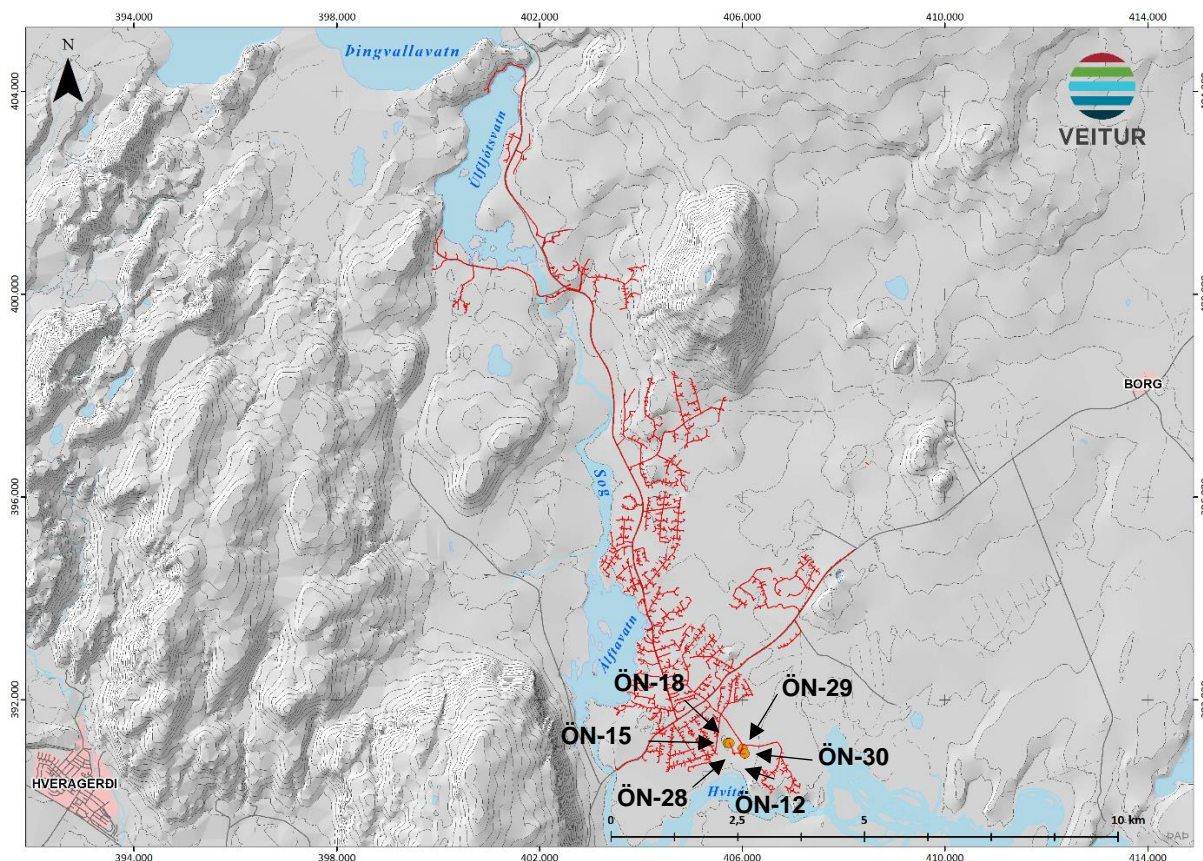 394.000 398.000 402.000 406.000 410.000 414.000
N
Þingvallavatn
VEITUR
404.000
Úlfljótsvatn
400.000
BORG
Sog
396.000
Álftavatn
392.000
ÖN-18
ÖN-29
ÖN-15
ÖN-30
HVERAGERÐI
ÖN-28
Hvítá
ÖN-12
0 2,5 5 10 km
ÞAÞ
394.000 398.000 402.000 406.000 410.000 414.000